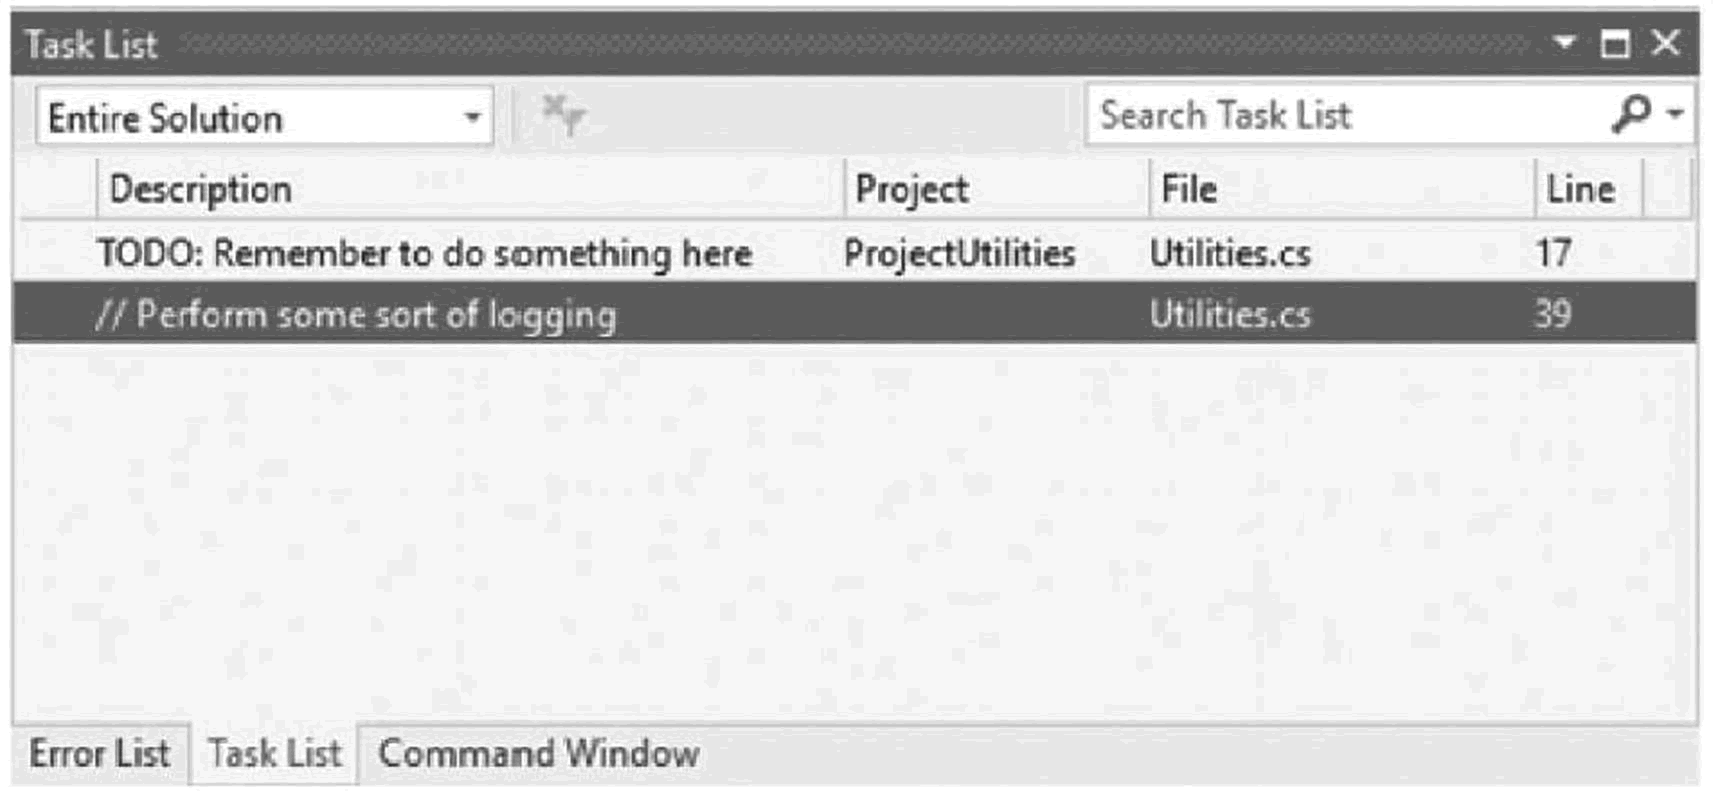 Task List
Entire Solution Search Task List
Description Project File Line
TODO: Remember to do something here ProjectUtilities Utilities.cs 17
// Perform some sort of logging Utilities.cs 39
Error List Task List Command Window